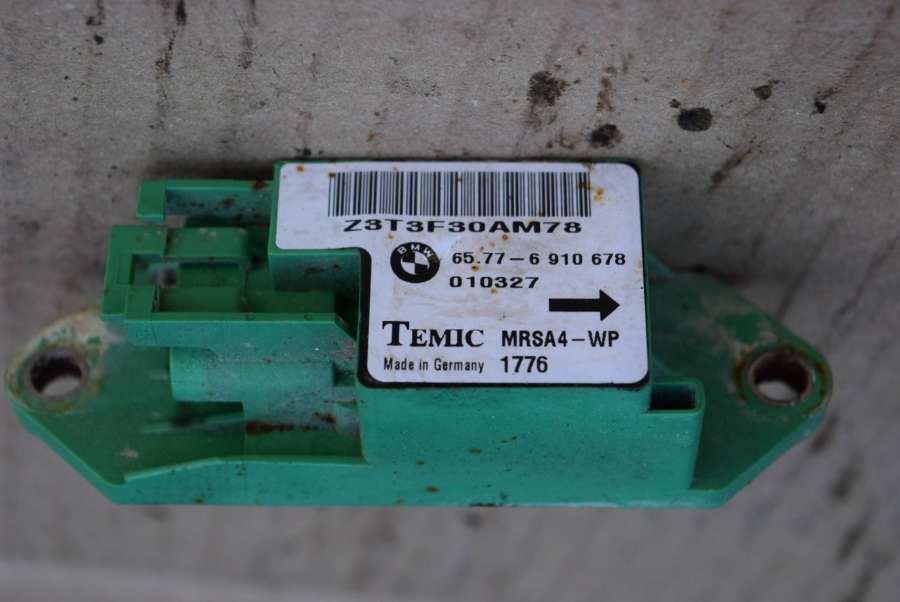 Z3T3F30AM78
BMW
65.77-6 910 678
010327
TEMIC MRSA4-WP
Made in Germany 1776